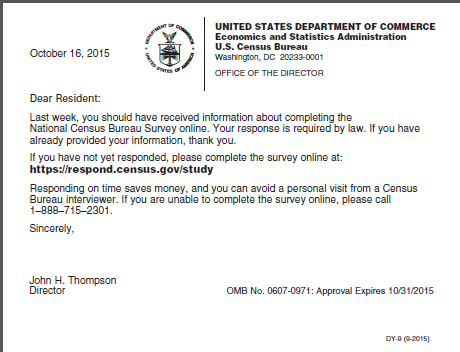 UNITED STATES DEPARTMENT OF COMMERCE
Economics and Statistics Administration
U.S. Census Bureau
Washington, DC 20233-0001
OFFICE OF THE DIRECTOR
October 16, 2015
DEPARTMENT OF COMMERCE
UNITED STATES OF AMERICA
Dear Resident:
Last week, you should have received information about completing the
National Census Bureau Survey online. Your response is required by law. If you have
already provided your information, thank you.
If you have not yet responded, please complete the survey online at:
https://respond.census.gov/study
Responding on time saves money, and you can avoid a personal visit from a Census
Bureau interviewer. If you are unable to complete the survey online, please call
1–888–715–2301.
Sincerely,
John H. Thompson
Director
OMB No. 0607-0971: Approval Expires 10/31/2015
DY-9 (9-2015)